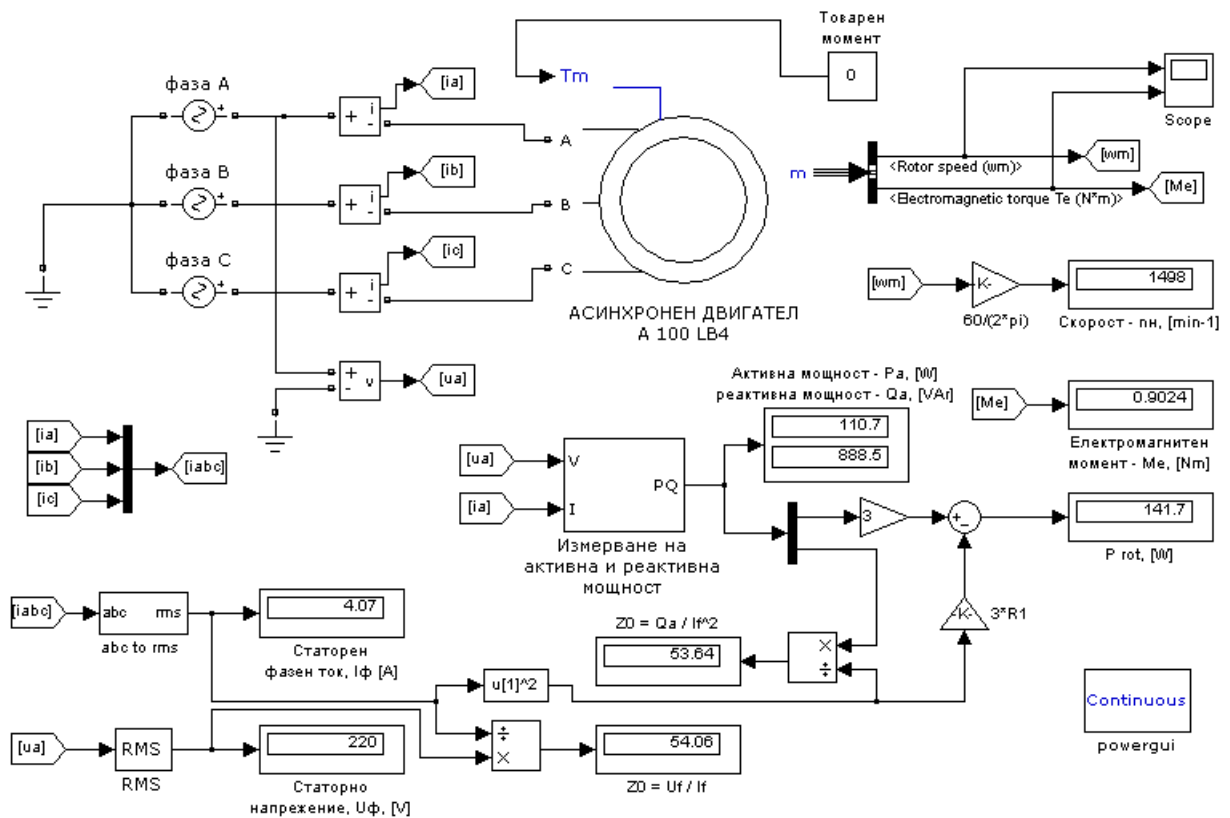 Товарен
момент
0
Tm
фаза A
[ia]
+
i
-
A
фаза B
[ib]
+
i
-
B
фаза C
[ic]
+
i
-
C
АСИНХРОНЕН ДВИГАТЕЛ
A 100 LB4
m
<Rotor speed (wm)>
<Electromagnetic torque Te (N*m)>
[wm]
[Me]
Scope
[wm]
-K-
60/(2*pi)
1498
Скорост - nн, [min-1]
+
-
v
[ua]
[ia]
[ib]
[ic]
[iabc]
Активна мощност - Pa, [W]
реактивна мощност - Qa, [VAr]
110.7
888.5
[Me]
0.9024
Електромагнитен
момент - Me, [Nm]
[ua]
[ia]
V
I
PQ
Измерване на
активна и реактивна
мощност
3
+
-
141.7
P rot, [W]
-K-
3*R1
[iabc]
abc
rms
abc to rms
4.07
Статорен
фазен ток, Iф [A]
Z0 = Qa / If^2
53.64
×
÷
u[1]^2
[ua]
RMS
RMS
220
Статорно
напрежение, Uф, [V]
÷
×
54.06
Z0 = Uf / If
Continuous
powergui